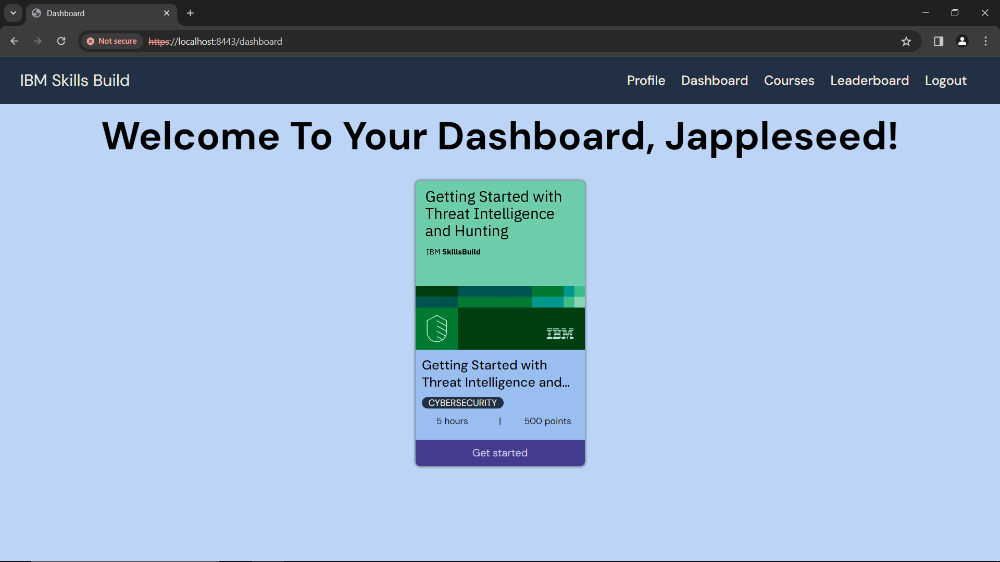 Dashboard
Not secure https://localhost:8443/dashboard
IBM Skills Build
Profile Dashboard Courses Leaderboard Logout
Welcome To Your Dashboard, Jappleseed!
Getting Started with
Threat Intelligence
and Hunting
IBM SkillsBuild
IBM
Getting Started with
Threat Intelligence and...
CYBERSECURITY
5 hours | 500 points
Get started